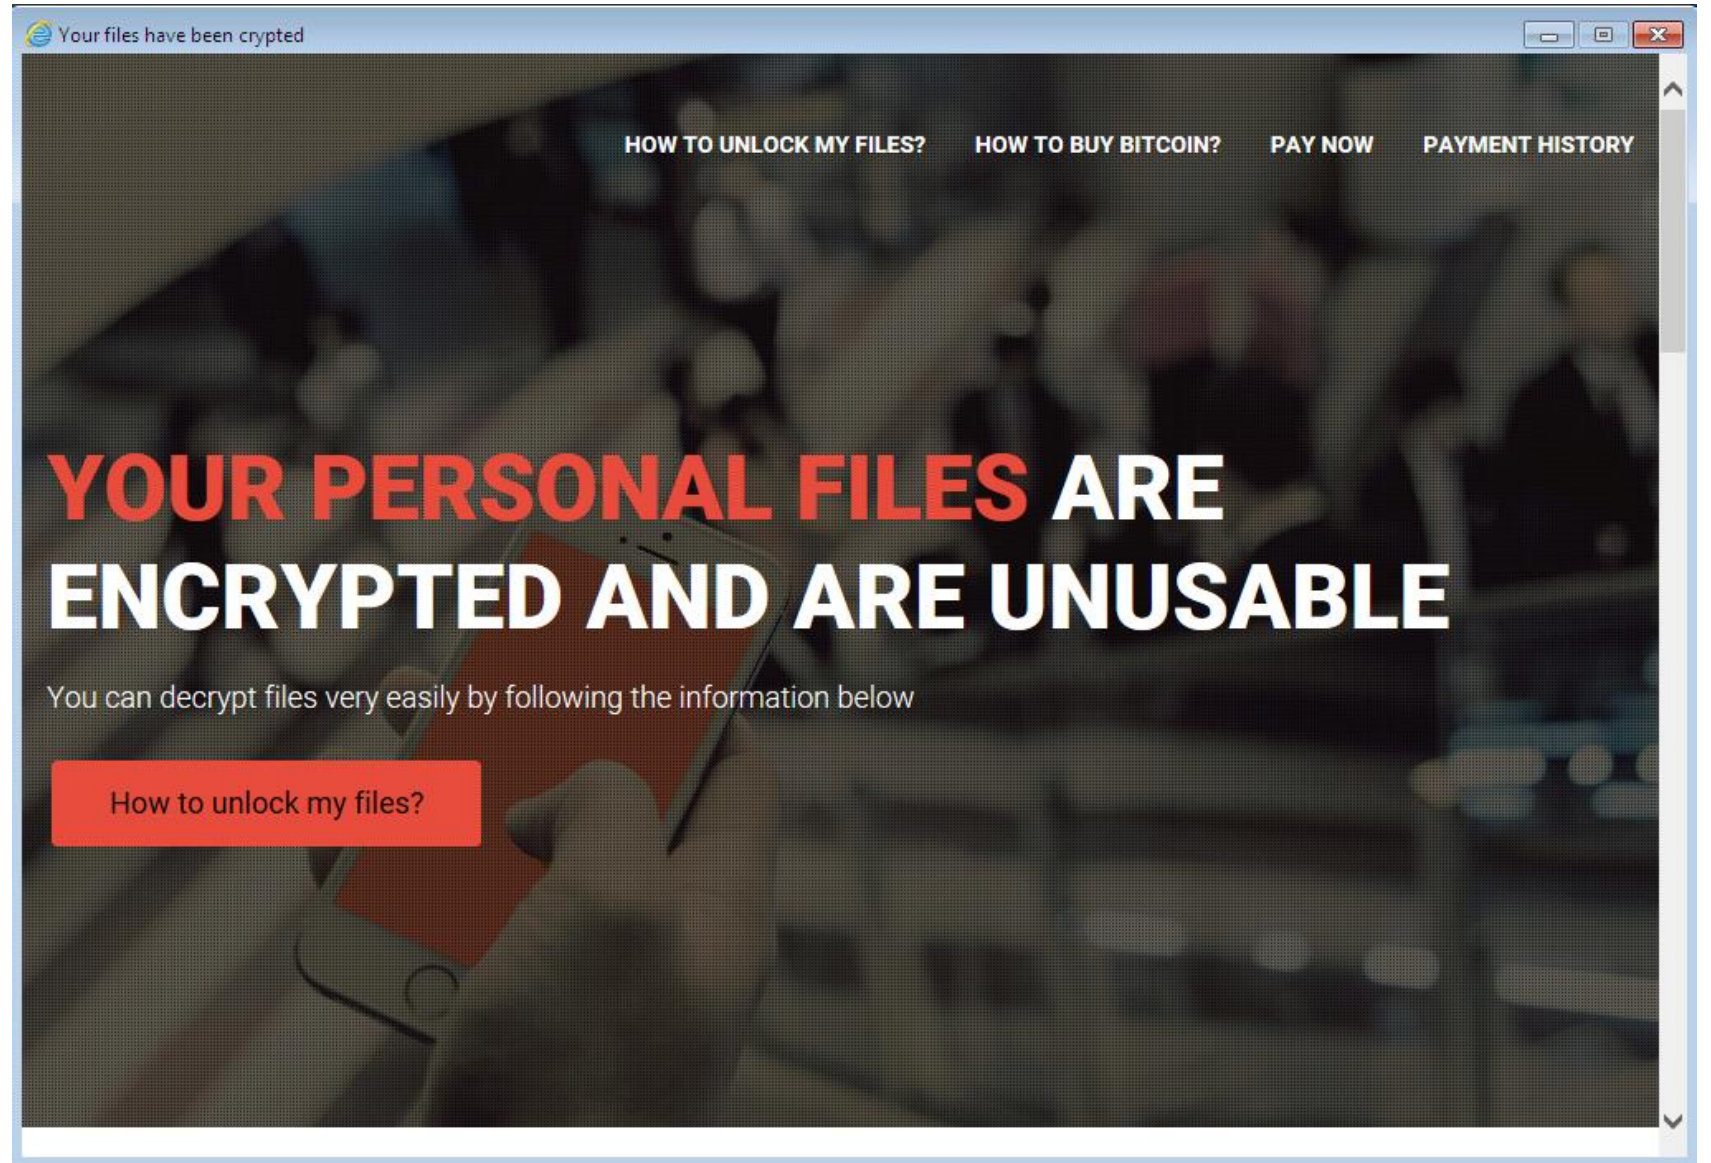 Your files have been crypted
HOW TO UNLOCK MY FILES? HOW TO BUY BITCOIN? PAY NOW PAYMENT HISTORY
YOUR PERSONAL FILES ARE
ENCRYPTED AND ARE UNUSABLE
You can decrypt files very easily by following the information below
How to unlock my files?